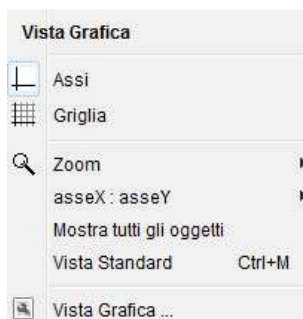 Vista Grafica
Assi
Griglia
Zoom
asseX : asseY
Mostra tutti gli oggetti
Vista Standard Ctrl+M
Vista Grafica ...